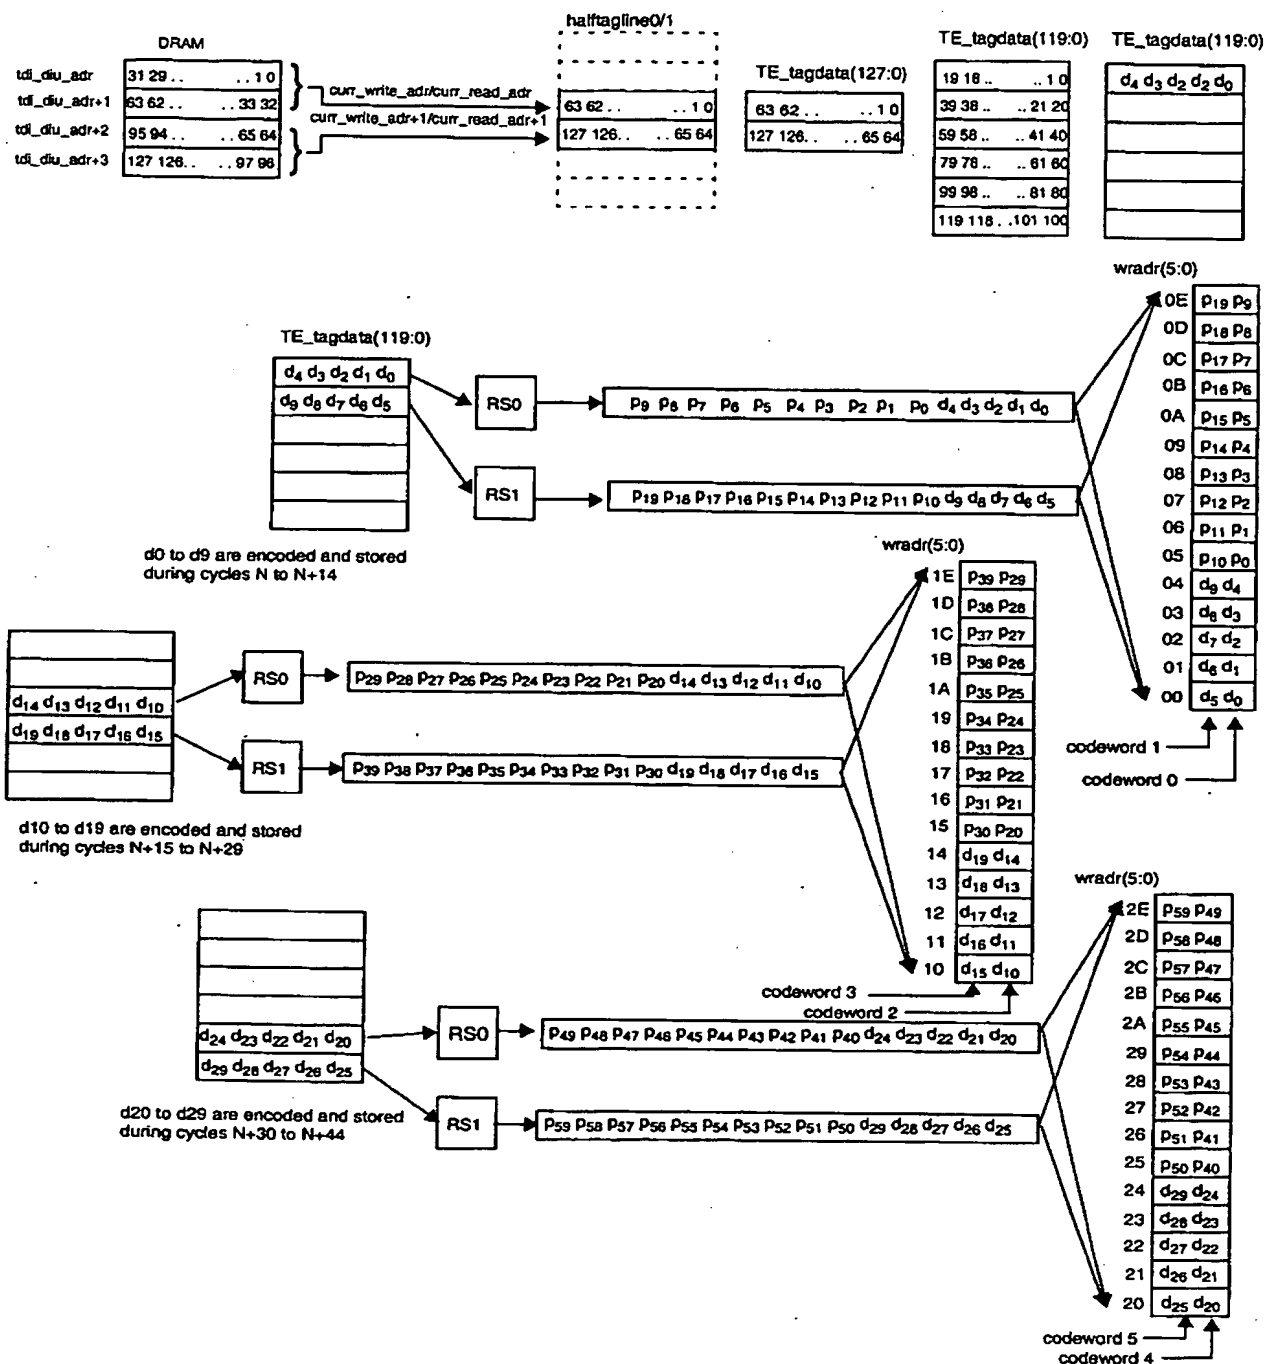 halftagline0/1
DRAM
TE_tagdata(119:0) TE_tagdata(119:0)
tdi_diu_adr 31 29 . . . . 1 0
tdi_diu_adr+1 63 62 . . . . 33 32
tdi_diu_adr+2 95 94 . . . . 65 64
tdi_diu_adr+3 127 126. . . . 97 96
curr_write_adr/curr_read_adr
curr_write_adr+1/curr_read_adr+1
63 62 . . . . 1 0
127 126. . . . 65 64
TE_tagdata(127:0)
63 62 . . . . 1 0
127 126. . . . 65 64
19 18 .. . . 1 0
39 38 .. . . 21 20
59 58 .. . . 41 40
79 78 .. . . 61 60
99 98 .. . . 81 80
119 118 . .101 100
d4 d3 d2 d2 d0
TE_tagdata(119:0)
d4 d3 d2 d1 d0
d9 d8 d7 d6 d5
RS0
p9 p8 p7 p6 p5 p4 p3 p2 p1 p0 d4 d3 d2 d1 d0
RS1
p19 p18 p17 p16 p15 p14 p13 p12 p11 p10 d9 d8 d7 d6 d5
d0 to d9 are encoded and stored
during cycles N to N+14
wradr(5:0)
0E p19 p9
0D p18 p8
0C p17 p7
0B p16 p6
0A p15 p5
09 p14 p4
08 p13 p3
07 p12 p2
06 p11 p1
05 p10 p0
04 d9 d4
03 d8 d3
02 d7 d2
01 d6 d1
00 d5 d0
codeword 1
codeword 0
d14 d13 d12 d11 d10
d19 d18 d17 d16 d15
RS0
p29 p28 p27 p26 p25 p24 p23 p22 p21 p20 d14 d13 d12 d11 d10
RS1
p39 p38 p37 p36 p35 p34 p33 p32 p31 p30 d19 d18 d17 d16 d15
d10 to d19 are encoded and stored
during cycles N+15 to N+29
wradr(5:0)
1E p39 p29
1D p38 p28
1C p37 p27
1B p36 p26
1A p35 p25
19 p34 p24
18 p33 p23
17 p32 p22
16 p31 p21
15 p30 p20
14 d19 d14
13 d18 d13
12 d17 d12
11 d16 d11
10 d15 d10
codeword 3
codeword 2
d24 d23 d22 d21 d20
d29 d28 d27 d26 d25
RS0
p49 p48 p47 p46 p45 p44 p43 p42 p41 p40 d24 d23 d22 d21 d20
RS1
p59 p58 p57 p56 p55 p54 p53 p52 p51 p50 d29 d28 d27 d26 d25
d20 to d29 are encoded and stored
during cycles N+30 to N+44
wradr(5:0)
2E p59 p49
2D p58 p48
2C p57 p47
2B p56 p46
2A p55 p45
29 p54 p44
28 p53 p43
27 p52 p42
26 p51 p41
25 p50 p40
24 d29 d24
23 d28 d23
22 d27 d22
21 d26 d21
20 d25 d20
codeword 5
codeword 4